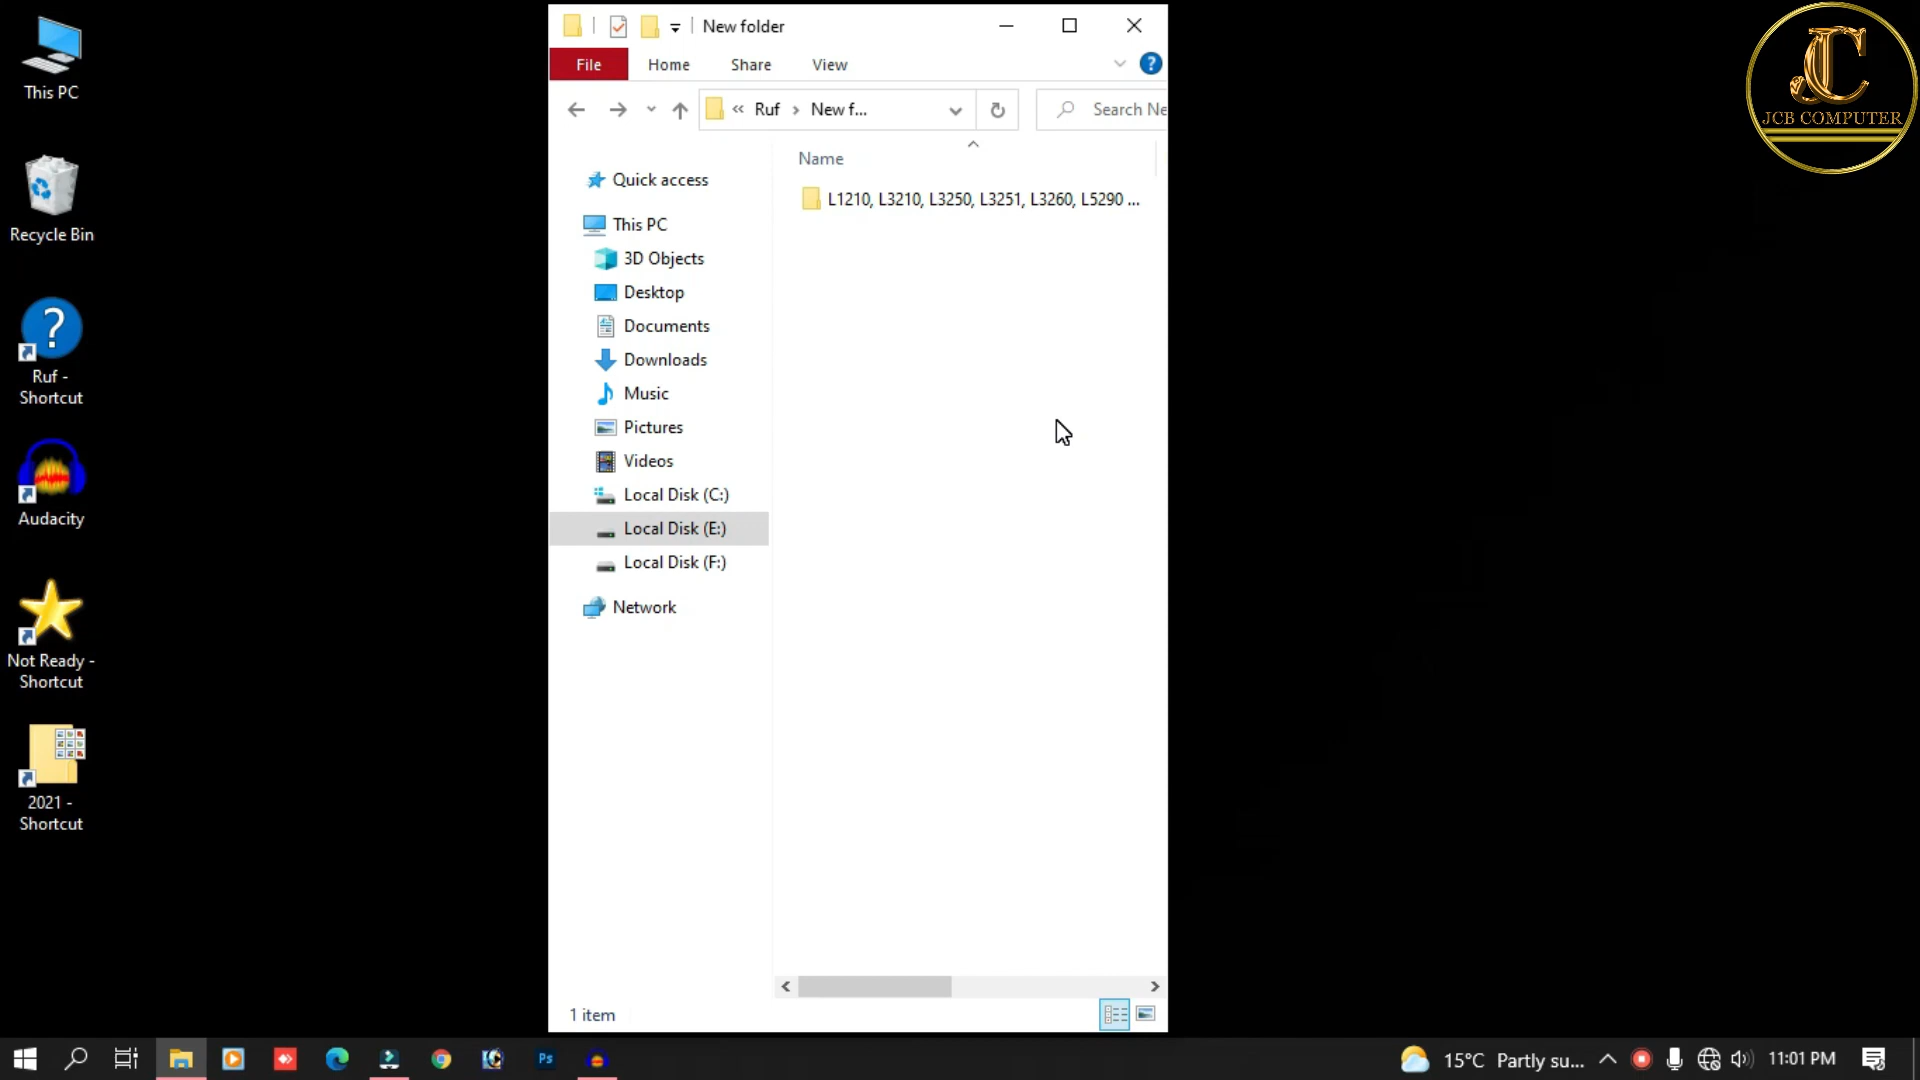 This PC
Recycle Bin
Ruf -
Shortcut
Audacity
Not Ready -
Shortcut
2021 -
Shortcut
New folder
File
Home
Share
View
?
« Ruf > New f...
Search Ne
Name
L1210, L3210, L3250, L3251, L3260, L5290 ...
Quick access
This PC
3D Objects
Desktop
Documents
Downloads
Music
Pictures
Videos
Local Disk (C:)
Local Disk (E:)
Local Disk (F:)
Network
1 item
JC
JCB COMPUTER
Ps
15°C Partly su...
11:01 PM